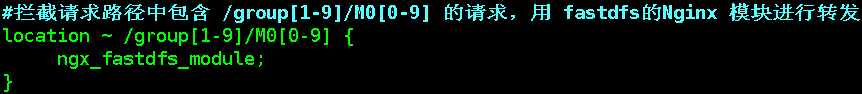 #拦截请求路径中包含 /group[1-9]/M0[0-9] 的请求，用 fastdfs的Nginx 模块进行转发
location ~ /group[1-9]/M0[0-9] {
     ngx_fastdfs_module;
}